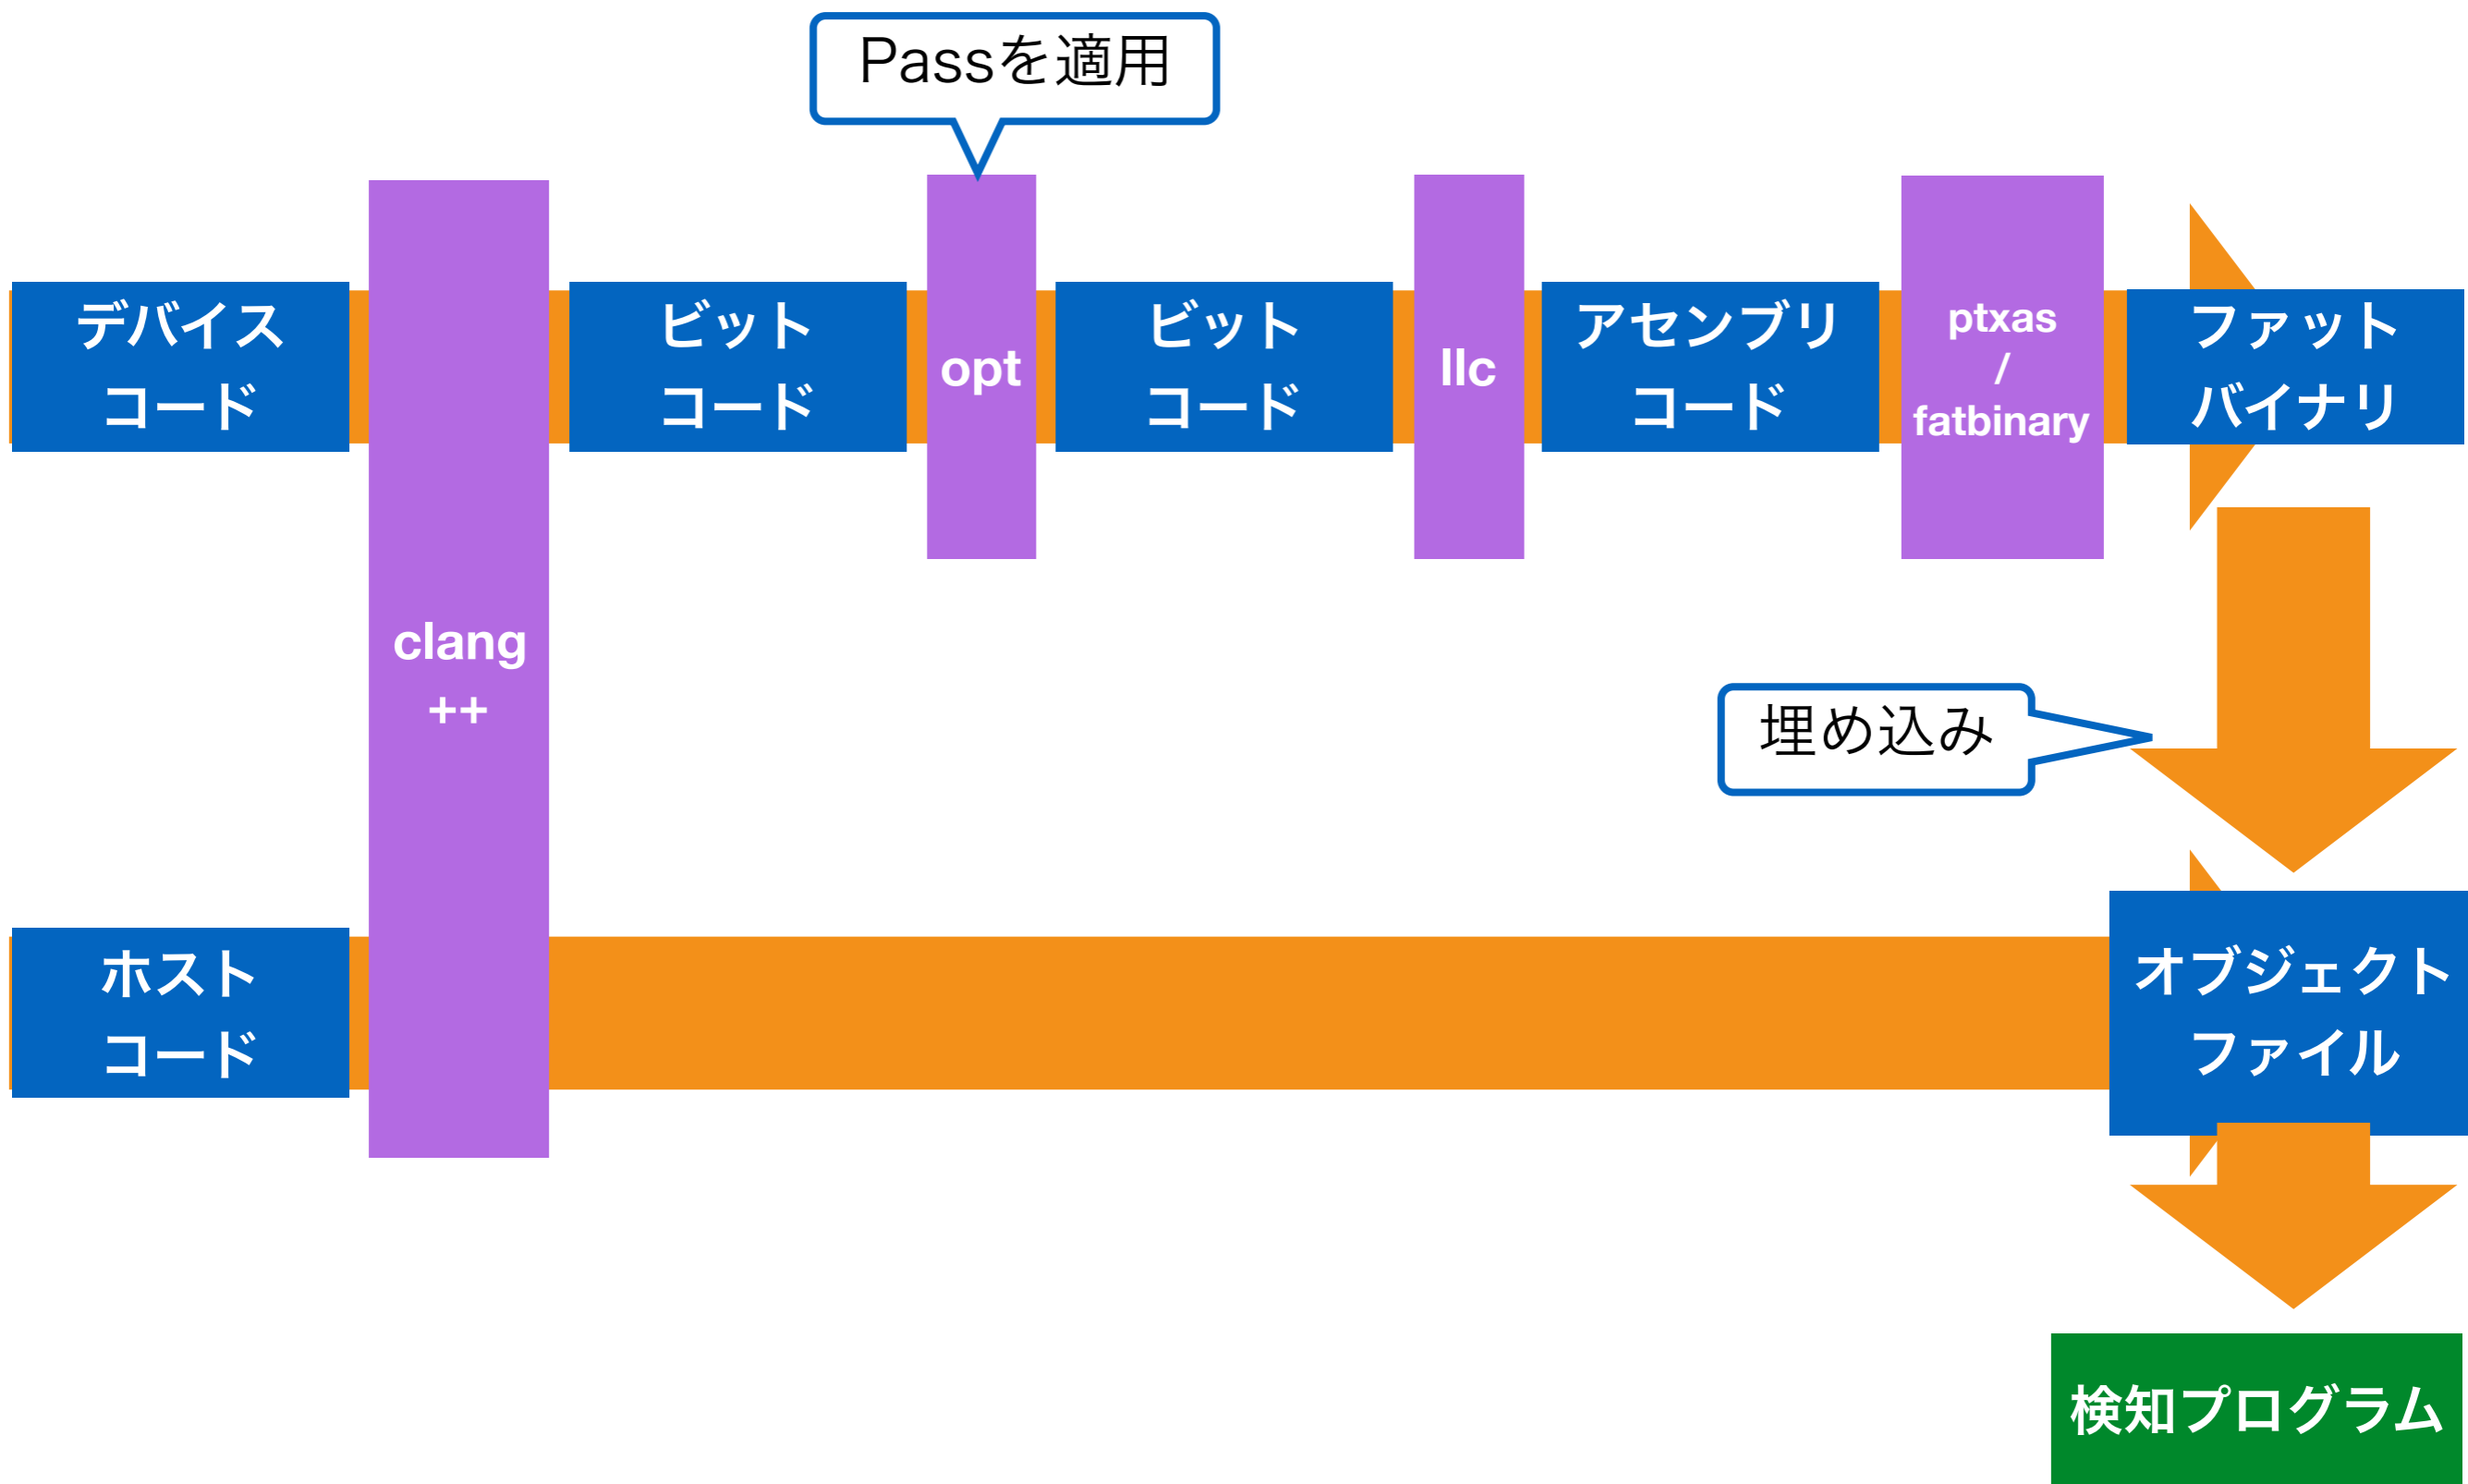 Passを適用
デバイス
コード
ビット
コード
opt
ビット
コード
llc
アセンブリ
コード
ptxas
/
fatbinary
ファット
バイナリ
clang
++
埋め込み
ホスト
コード
オブジェクト
ファイル
検知プログラム